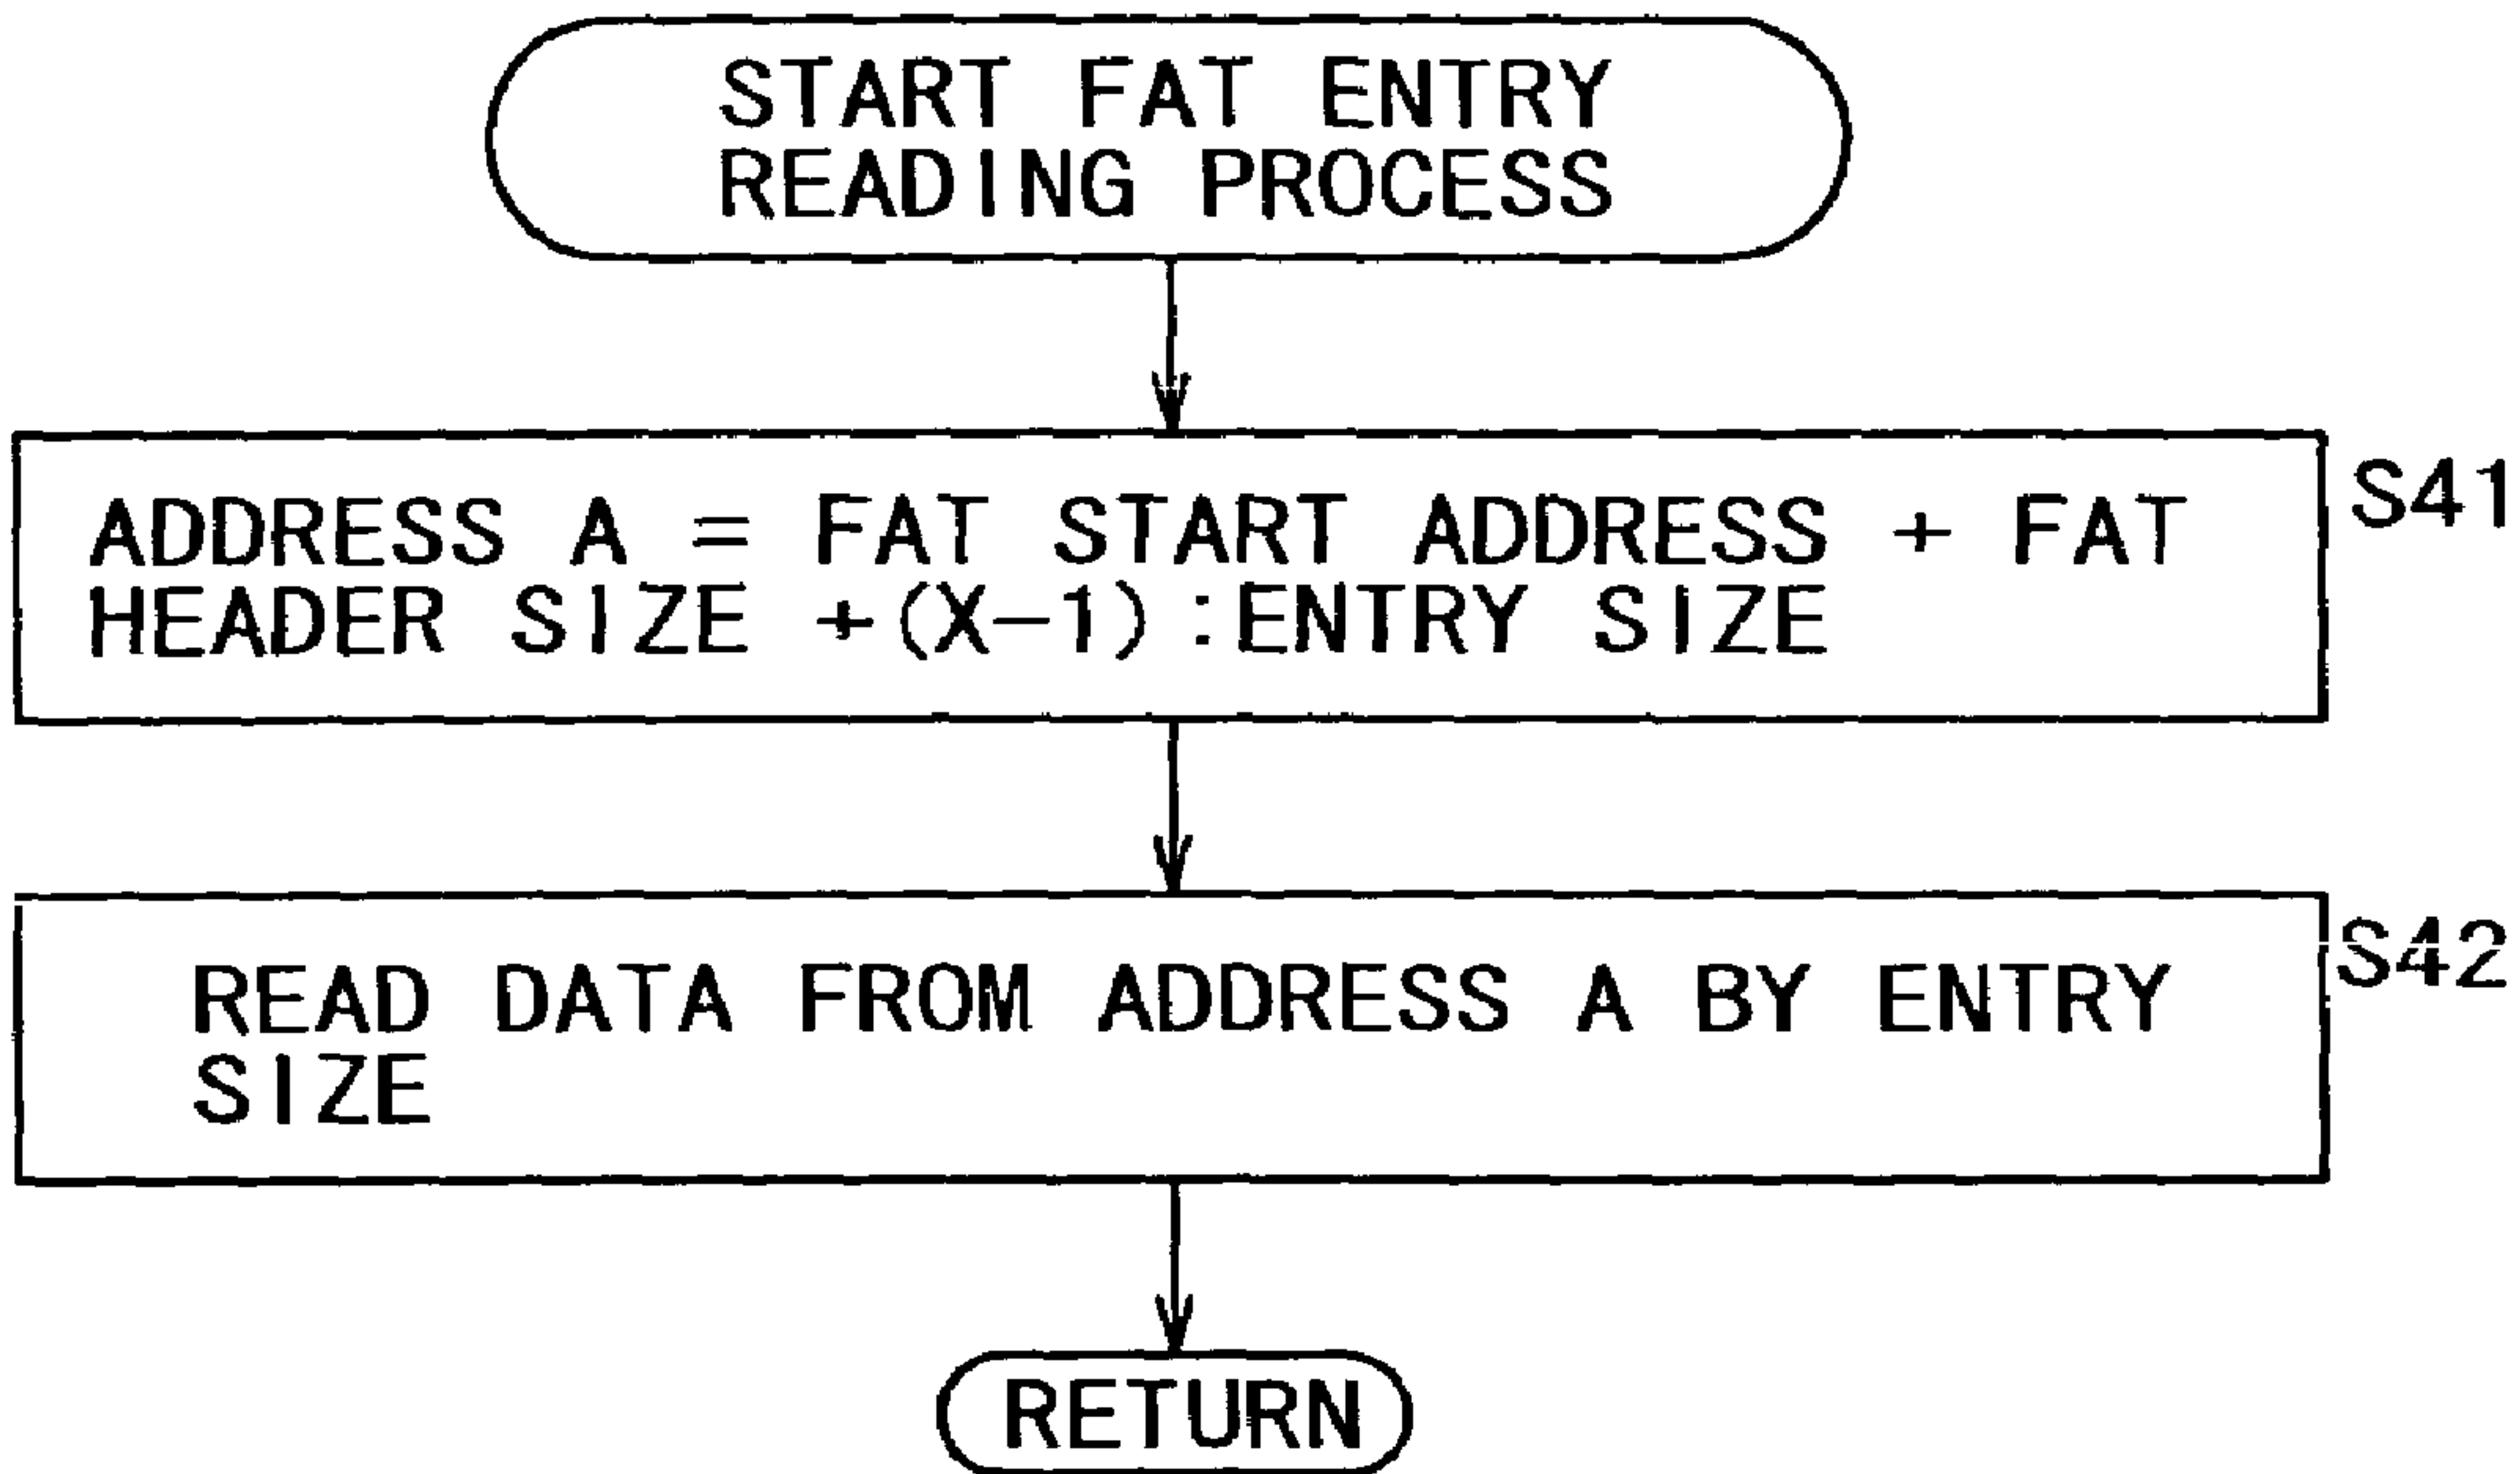 START FAT ENTRY
READING PROCESS
ADDRESS A = FAT START ADDRESS + FAT
HEADER SIZE +(X-1):ENTRY SIZE
S41
READ DATA FROM ADDRESS A BY ENTRY
SIZE
S42
RETURN